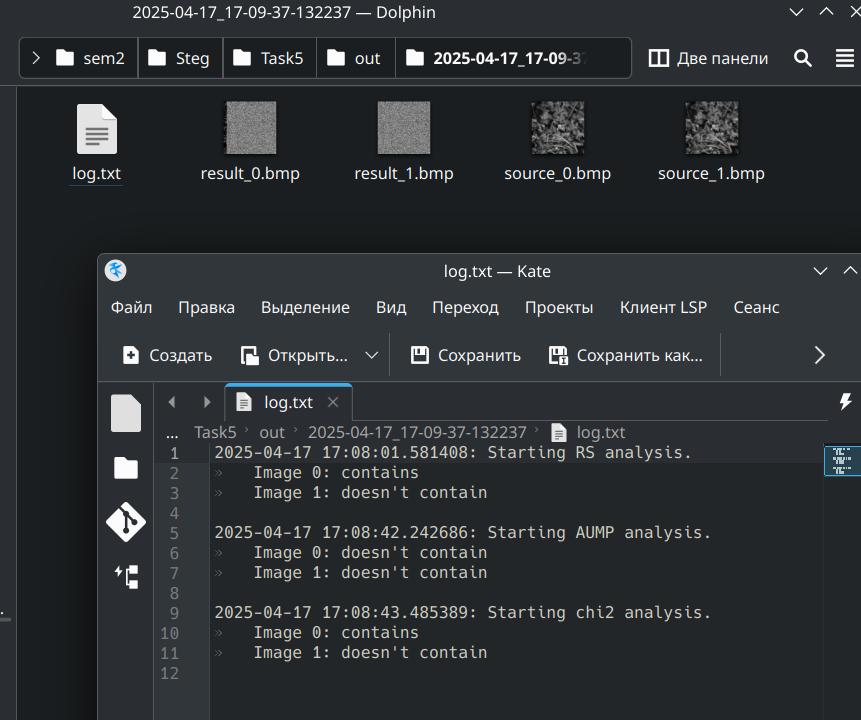 2025-04-17_17-09-37-132237 — Dolphin
sem2 Steg Task5 out 2025-04-17_17-09-37 Две панели
log.txt result_0.bmp result_1.bmp source_0.bmp source_1.bmp
log.txt — Kate
Файл Правка Выделение Вид Переход Проекты Клиент LSP Сеанс
Создать Открыть... Сохранить Сохранить как...
log.txt
... Task5 out 2025-04-17_17-09-37-132237 log.txt
1 2025-04-17 17:08:01.581408: Starting RS analysis.
2 » Image 0: contains
3 » Image 1: doesn't contain
4
5 2025-04-17 17:08:42.242686: Starting AUMP analysis.
6 » Image 0: doesn't contain
7 » Image 1: doesn't contain
8
9 2025-04-17 17:08:43.485389: Starting chi2 analysis.
10 » Image 0: contains
11 » Image 1: doesn't contain
12